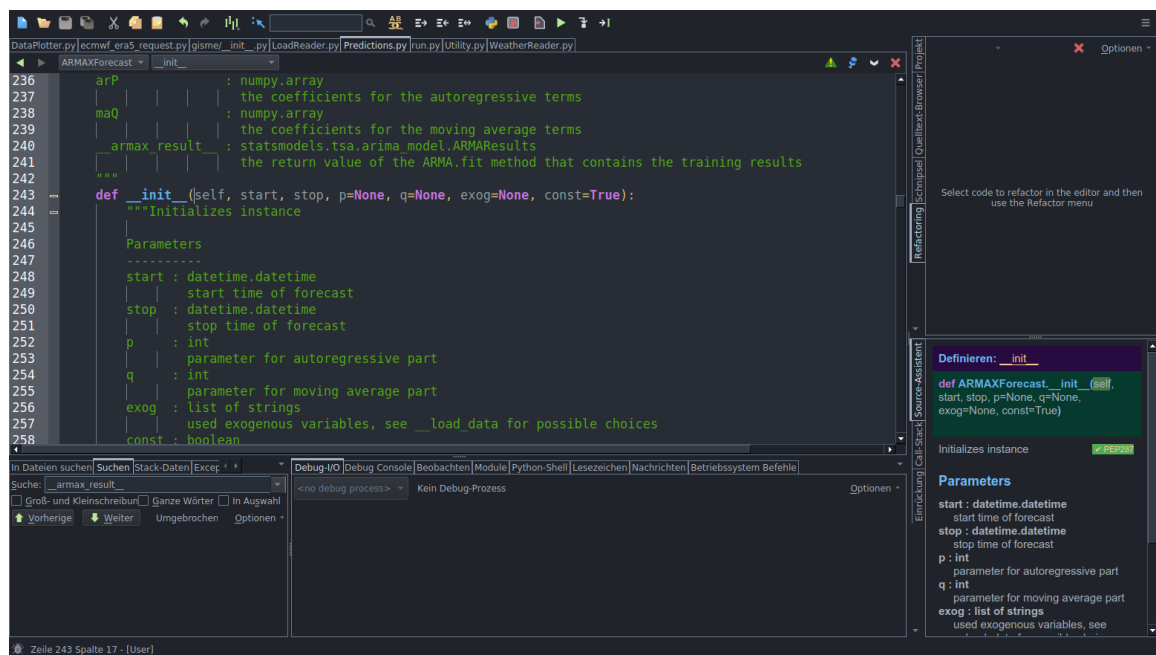 DataPlotter.py ecmwf_era5_request.py gisme/__init__.py LoadReader.py Predictions.py run.py Utility.py WeatherReader.py
ARMAXForecast __init__
236 arP : numpy.array
237 the coefficients for the autoregressive terms
238 maQ : numpy.array
239 the coefficients for the moving average terms
240 __armax_result__ : statsmodels.tsa.arima_model.ARMAResults
241 the return value of the ARMA.fit method that contains the training results
242 """
243 def __init__(self, start, stop, p=None, q=None, exog=None, const=True):
244 """Initializes instance
245
246 Parameters
247 ----------
248 start : datetime.datetime
249 start time of forecast
250 stop : datetime.datetime
251 stop time of forecast
252 p : int
253 parameter for autoregressive part
254 q : int
255 parameter for moving average part
256 exog : list of strings
257 used exogenous variables, see __load_data for possible choices
258 const : boolean
Projekt
Quelltext-Browser
Schnipsel
Refactoring
Optionen
Select code to refactor in the editor and then
use the Refactor menu
Source-Assistent
Call-Stack
Einrückung
Definieren: __init__
def ARMAXForecast.__init__(self,
start, stop, p=None, q=None,
exog=None, const=True)
Initializes instance
✔ PEP287
Parameters
start : datetime.datetime
start time of forecast
stop : datetime.datetime
stop time of forecast
p : int
parameter for autoregressive part
q : int
parameter for moving average part
exog : list of strings
used exogenous variables, see
In Dateien suchen Suchen Stack-Daten Excep
Suche: __armax_result__
Groß- und Kleinschreibun Ganze Wörter In Auswahl
Vorherige Weiter Umgebrochen Optionen
Debug-I/O Debug Console Beobachten Module Python-Shell Lesezeichen Nachrichten Betriebssystem Befehle
<no debug process> Kein Debug-Prozess Optionen
Zeile 243 Spalte 17 - [User]